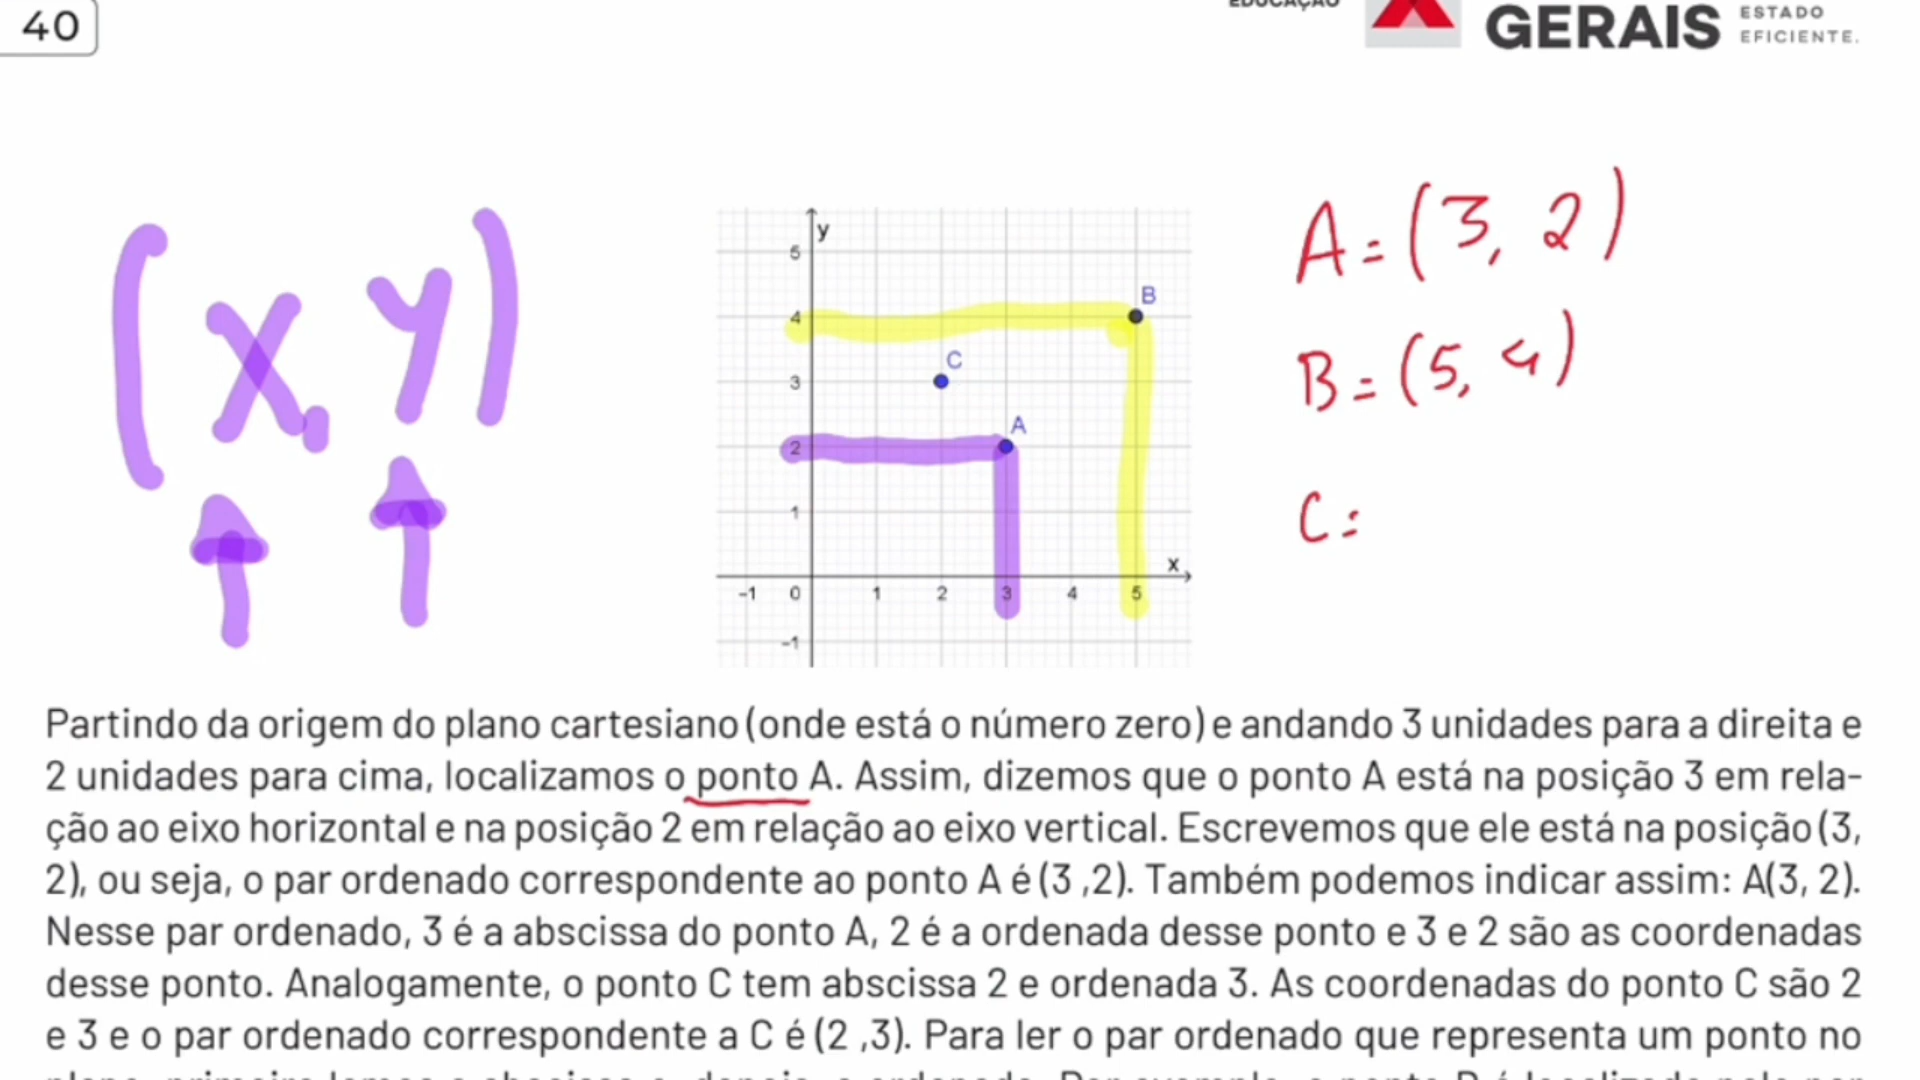 40
EDUCAÇÃO
GERAIS
ESTADO
EFICIENTE.
(x, y)
y
5
4
3
2
1
-1
-1 0 1 2 3 4 5
x
B
C
A
A = (3, 2)
B = (5, 4)
C =
Partindo da origem do plano cartesiano (onde está o número zero) e andando 3 unidades para a direita e
2 unidades para cima, localizamos o ponto A. Assim, dizemos que o ponto A está na posição 3 em rela-
ção ao eixo horizontal e na posição 2 em relação ao eixo vertical. Escrevemos que ele está na posição (3,
2), ou seja, o par ordenado correspondente ao ponto A é (3 ,2). Também podemos indicar assim: A(3, 2).
Nesse par ordenado, 3 é a abscissa do ponto A, 2 é a ordenada desse ponto e 3 e 2 são as coordenadas
desse ponto. Analogamente, o ponto C tem abscissa 2 e ordenada 3. As coordenadas do ponto C são 2
e 3 e o par ordenado correspondente a C é (2 ,3). Para ler o par ordenado que representa um ponto no